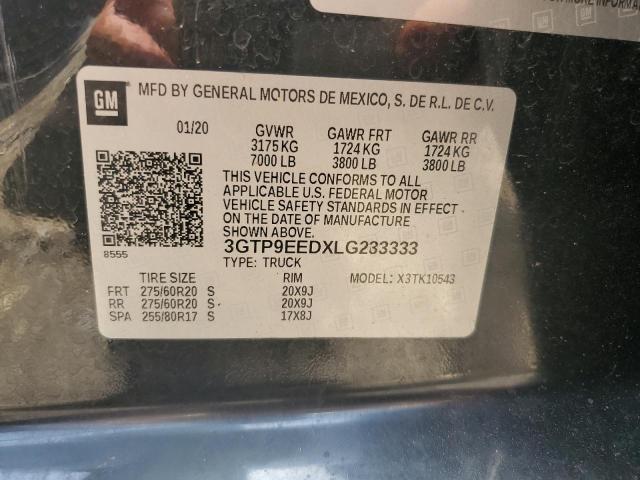 MORE INFORMA
GM MFD BY GENERAL MOTORS DE MEXICO, S. DE R.L. DE C.V.
01/20 GVWR GAWR FRT GAWR RR
3175 KG 1724 KG 1724 KG
7000 LB 3800 LB 3800 LB
THIS VEHICLE CONFORMS TO ALL
APPLICABLE U.S. FEDERAL MOTOR
VEHICLE SAFETY STANDARDS IN EFFECT
ON THE DATE OF MANUFACTURE
SHOWN ABOVE.
8555 3GTP9EEDXLG233333
TYPE: TRUCK
TIRE SIZE RIM MODEL: X3TK10543
FRT 275/60R20 S 20X9J
RR 275/60R20 S 20X9J
SPA 255/80R17 S 17X8J